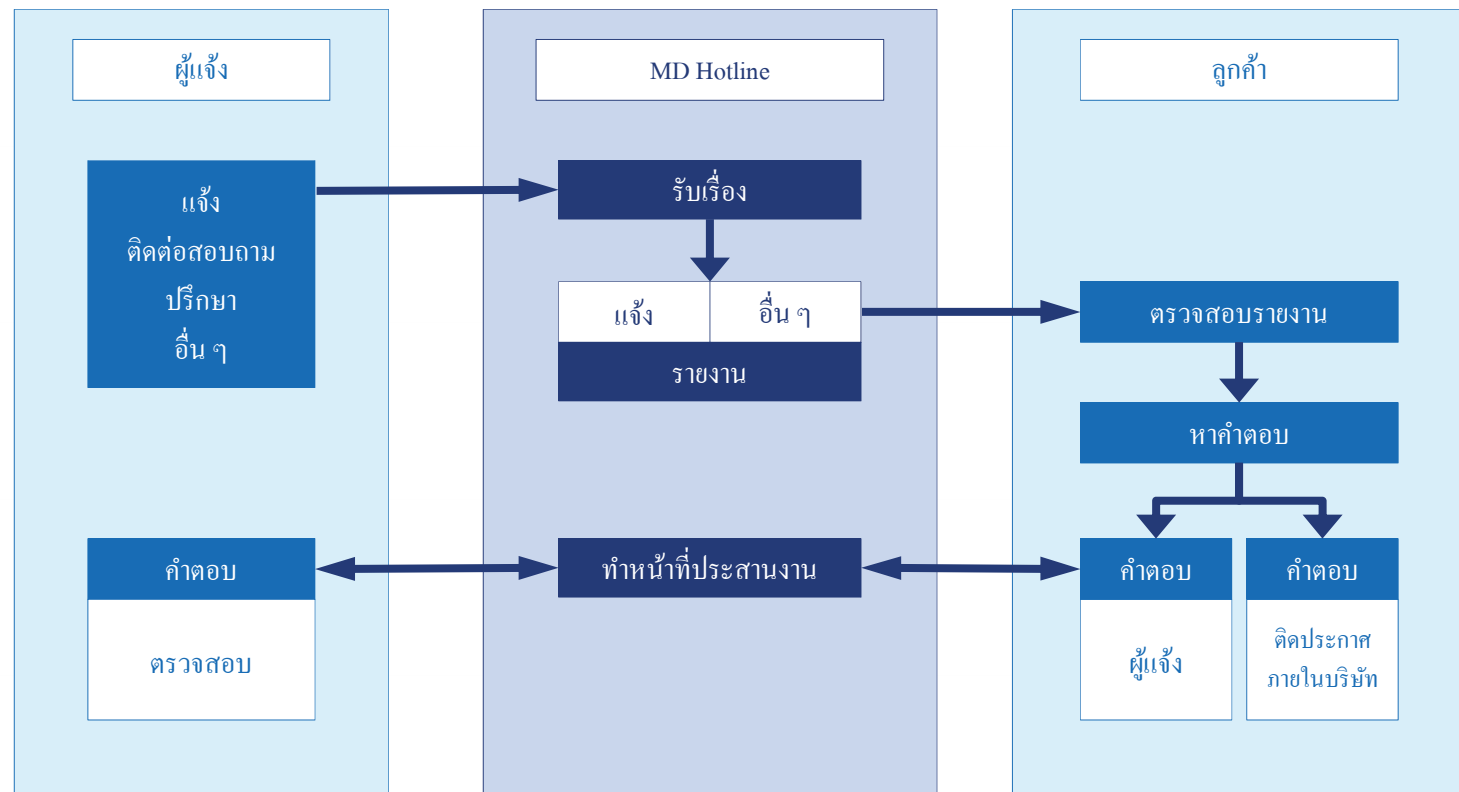 ผู้แจ้ง
MD Hotline
ลูกค้า
แจ้ง
ติดต่อสอบถาม
ปรึกษา
อื่น ๆ
รับเรื่อง
แจ้ง
อื่น ๆ
รายงาน
ตรวจสอบรายงาน
หาคำตอบ
คำตอบ
ตรวจสอบ
ทำหน้าที่ประสานงาน
คำตอบ
ผู้แจ้ง
คำตอบ
ติดประกาศ
ภายในบริษัท